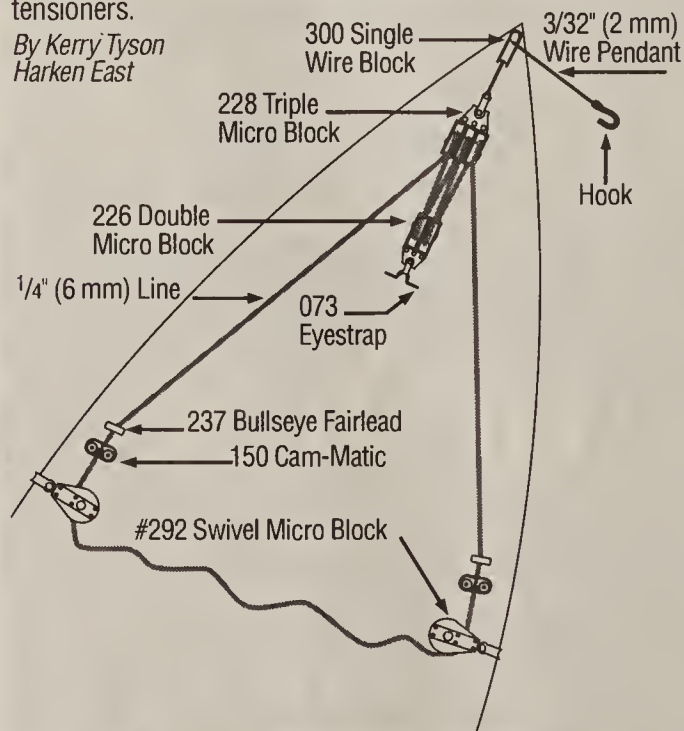 tensioners.
By Kerry Tyson
Harken East
300 Single
Wire Block
3/32" (2 mm)
Wire Pendant
228 Triple
Micro Block
Hook
226 Double
Micro Block
1/4" (6 mm) Line
073
Eyestrap
237 Bullseye Fairlead
150 Cam-Matic
#292 Swivel Micro Block